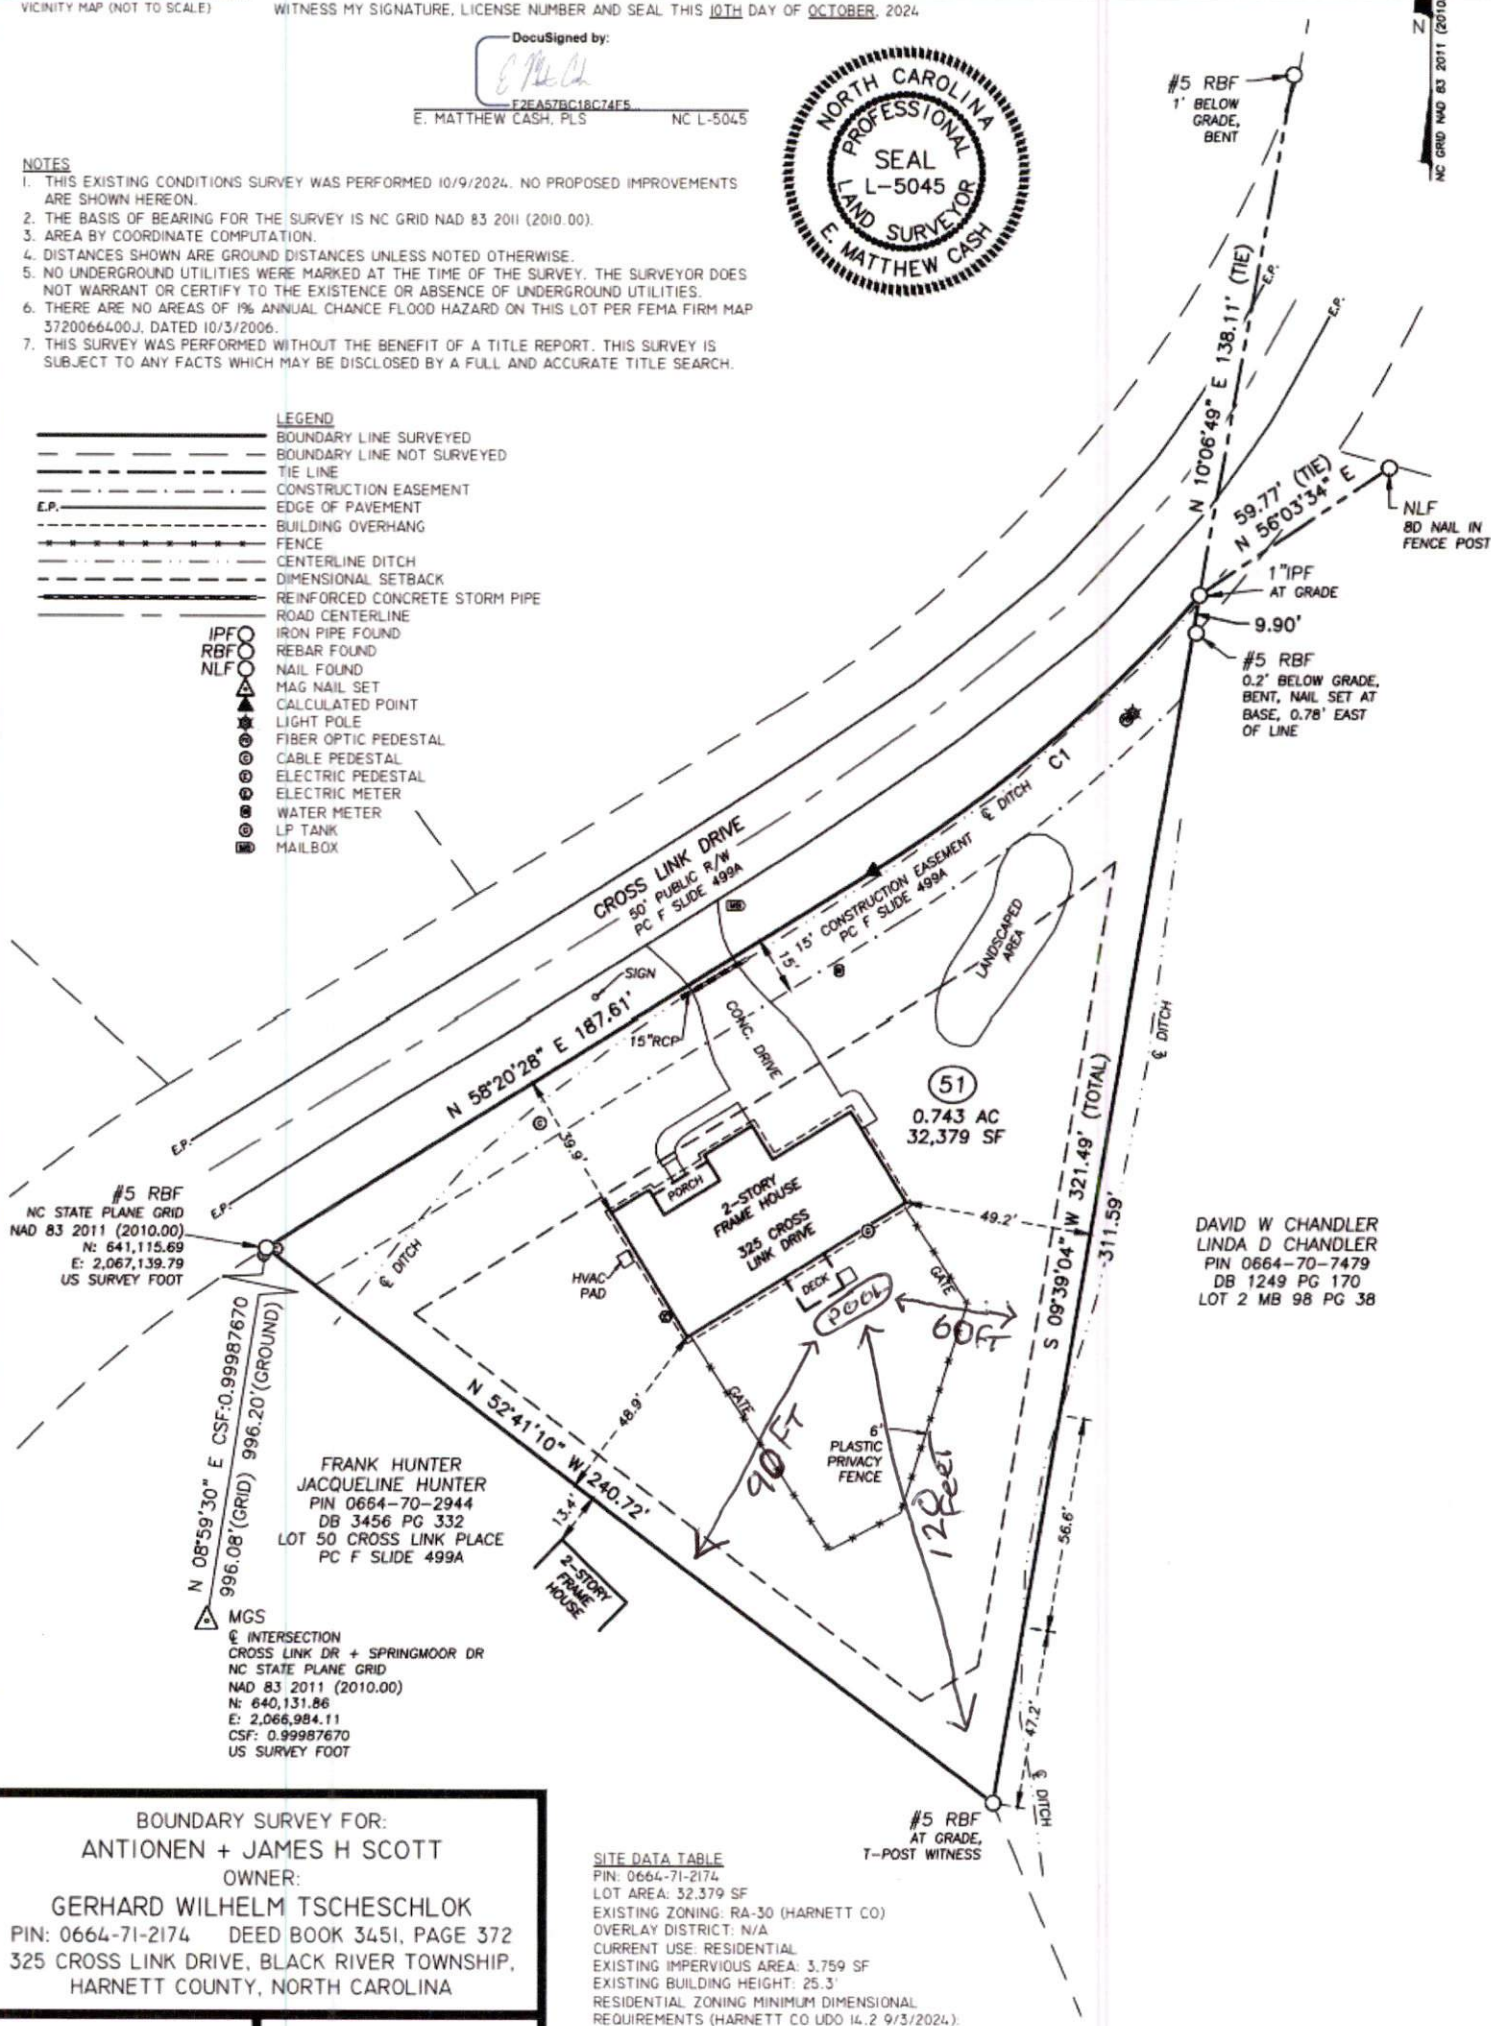 VICINITY MAP (NOT TO SCALE)
WITNESS MY SIGNATURE, LICENSE NUMBER AND SEAL THIS 10TH DAY OF OCTOBER, 2024
DocuSigned by:
F2EA57BC18C74F5...
E. MATTHEW CASH, PLS NC L-5045
NORTH CAROLINA
PROFESSIONAL
SEAL
L-5045
LAND SURVEYOR
E. MATTHEW CASH
N
NC GRID NAD 83 2011 (2010
NOTES
1. THIS EXISTING CONDITIONS SURVEY WAS PERFORMED 10/9/2024. NO PROPOSED IMPROVEMENTS
ARE SHOWN HEREON.
2. THE BASIS OF BEARING FOR THE SURVEY IS NC GRID NAD 83 2011 (2010.00).
3. AREA BY COORDINATE COMPUTATION.
4. DISTANCES SHOWN ARE GROUND DISTANCES UNLESS NOTED OTHERWISE.
5. NO UNDERGROUND UTILITIES WERE MARKED AT THE TIME OF THE SURVEY. THE SURVEYOR DOES
NOT WARRANT OR CERTIFY TO THE EXISTENCE OR ABSENCE OF UNDERGROUND UTILITIES.
6. THERE ARE NO AREAS OF 1% ANNUAL CHANCE FLOOD HAZARD ON THIS LOT PER FEMA FIRM MAP
3720066400J, DATED 10/3/2006.
7. THIS SURVEY WAS PERFORMED WITHOUT THE BENEFIT OF A TITLE REPORT. THIS SURVEY IS
SUBJECT TO ANY FACTS WHICH MAY BE DISCLOSED BY A FULL AND ACCURATE TITLE SEARCH.
LEGEND
BOUNDARY LINE SURVEYED
BOUNDARY LINE NOT SURVEYED
TIE LINE
CONSTRUCTION EASEMENT
E.P. EDGE OF PAVEMENT
BUILDING OVERHANG
FENCE
CENTERLINE DITCH
DIMENSIONAL SETBACK
REINFORCED CONCRETE STORM PIPE
ROAD CENTERLINE
IPF IRON PIPE FOUND
RBF REBAR FOUND
NLF NAIL FOUND
MAG NAIL SET
CALCULATED POINT
LIGHT POLE
FIBER OPTIC PEDESTAL
CABLE PEDESTAL
ELECTRIC PEDESTAL
ELECTRIC METER
WATER METER
LP TANK
MAILBOX
#5 RBF
1' BELOW
GRADE,
BENT
N 10°06'49" E 138.11' (TIE)
E.P.
E.P.
59.77' (TIE)
N 56°03'34" E
NLF
8D NAIL IN
FENCE POST
1"IPF
AT GRADE
9.90'
#5 RBF
0.2' BELOW GRADE,
BENT, NAIL SET AT
BASE, 0.78' EAST
OF LINE
C1
℄ DITCH
CROSS LINK DRIVE
50' PUBLIC R/W
PC F SLIDE 499A
15' CONSTRUCTION EASEMENT
PC F SLIDE 499A
15'
LANDSCAPED
AREA
℄ DITCH
SIGN
N 58°20'28" E 187.61'
15"RCP
CONC. DRIVE
51
0.743 AC
32,379 SF
E.P.
E.P.
39.9'
PORCH
2-STORY
FRAME HOUSE
325 CROSS
LINK DRIVE
49.2'
S 09°39'04" W 321.49' (TOTAL)
311.59'
#5 RBF
NC STATE PLANE GRID
NAD 83 2011 (2010.00)
N: 641,115.69
E: 2,067,139.79
US SURVEY FOOT
℄ DITCH
HVAC
PAD
DECK
GATE
POOL
60FT
DAVID W CHANDLER
LINDA D CHANDLER
PIN 0664-70-7479
DB 1249 PG 170
LOT 2 MB 98 PG 38
N 08°59'30" E CSF:0.99987670
996.08'(GRID) 996.20'(GROUND)
N 52°41'10" W 240.72'
48.9'
GATE
90 FT
6'
PLASTIC
PRIVACY
FENCE
120
Feet
56.6'
FRANK HUNTER
JACQUELINE HUNTER
PIN 0664-70-2944
DB 3456 PG 332
LOT 50 CROSS LINK PLACE
PC F SLIDE 499A
13.4'
2-STORY
FRAME
HOUSE
MGS
℄ INTERSECTION
CROSS LINK DR + SPRINGMOOR DR
NC STATE PLANE GRID
NAD 83 2011 (2010.00)
N: 640,131.86
E: 2,066,984.11
CSF: 0.99987670
US SURVEY FOOT
47.2'
℄ DITCH
#5 RBF
AT GRADE,
T-POST WITNESS
BOUNDARY SURVEY FOR:
ANTIONEN + JAMES H SCOTT
OWNER:
GERHARD WILHELM TSCHESCHLOK
PIN: 0664-71-2174 DEED BOOK 3451, PAGE 372
325 CROSS LINK DRIVE, BLACK RIVER TOWNSHIP,
HARNETT COUNTY, NORTH CAROLINA
SITE DATA TABLE
PIN: 0664-71-2174
LOT AREA: 32,379 SF
EXISTING ZONING: RA-30 (HARNETT CO)
OVERLAY DISTRICT: N/A
CURRENT USE: RESIDENTIAL
EXISTING IMPERVIOUS AREA: 3,759 SF
EXISTING BUILDING HEIGHT: 25.3'
RESIDENTIAL ZONING MINIMUM DIMENSIONAL
REQUIREMENTS (HARNETT CO UDO 14.2 9/3/2024):